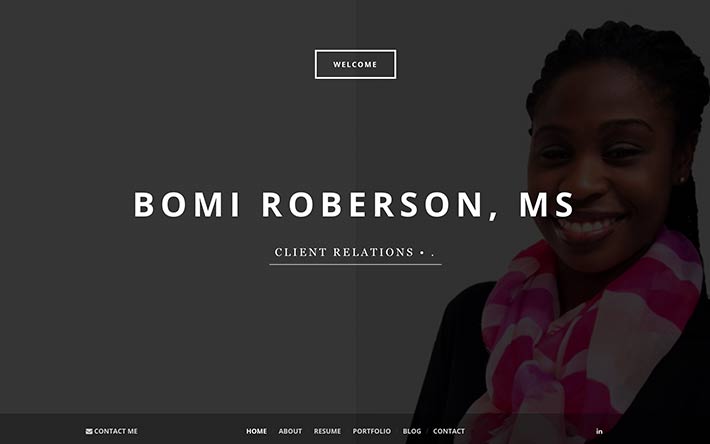 WELCOME
BOMI ROBERSON, MS
CLIENT RELATIONS • .
CONTACT ME
HOME ABOUT RESUME PORTFOLIO BLOG / CONTACT
in